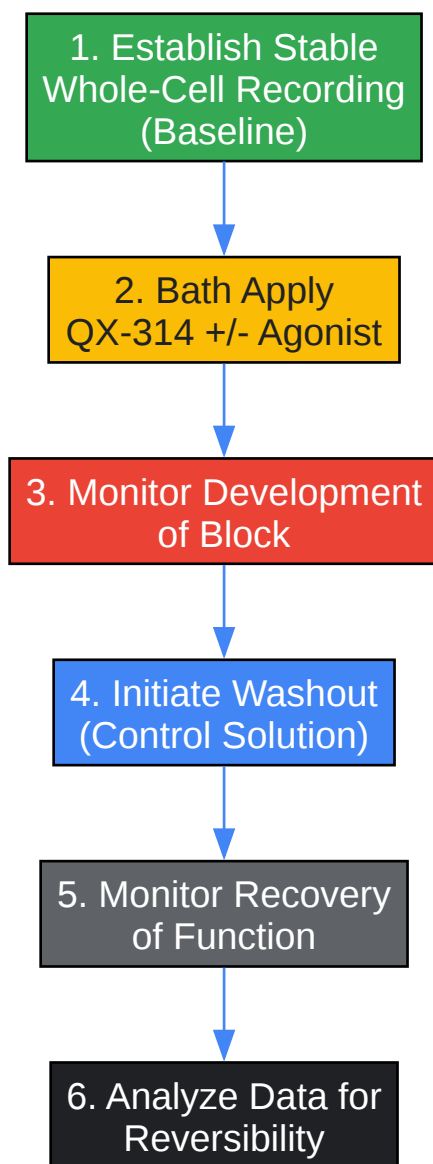 1. Establish Stable
Whole-Cell Recording
(Baseline)
2. Bath Apply
QX-314 +/- Agonist
3. Monitor Development
of Block
4. Initiate Washout
(Control Solution)
5. Monitor Recovery
of Function
6. Analyze Data for
Reversibility